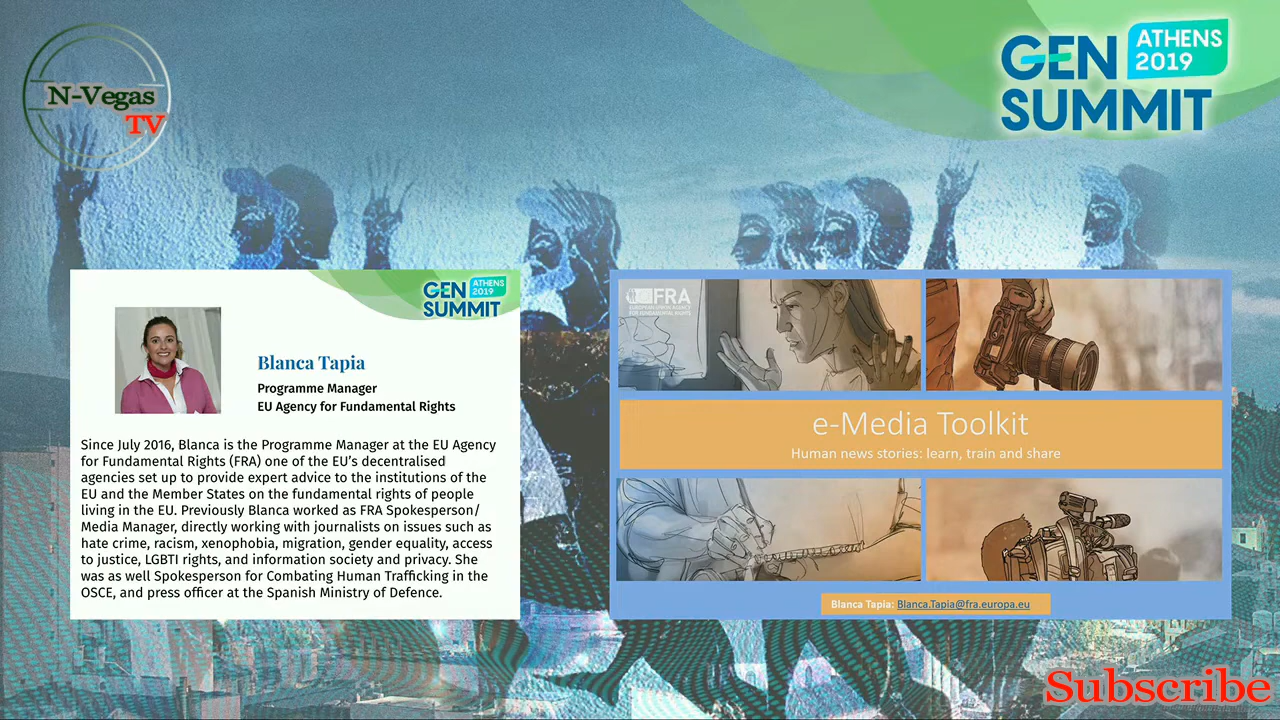 N-Vegas
TV
GEN
ATHENS
2019
SUMMIT
GEN
ATHENS
2019
SUMMIT
Blanca Tapia
Programme Manager
EU Agency for Fundamental Rights
Since July 2016, Blanca is the Programme Manager at the EU Agency
for Fundamental Rights (FRA) one of the EU's decentralised
agencies set up to provide expert advice to the institutions of the
EU and the Member States on the fundamental rights of people
living in the EU. Previously Blanca worked as FRA Spokesperson/
Media Manager, directly working with journalists on issues such as
hate crime, racism, xenophobia, migration, gender equality, access
to justice, LGBTI rights, and information society and privacy. She
was as well Spokesperson for Combating Human Trafficking in the
OSCE, and press officer at the Spanish Ministry of Defence.
FRA
EUROPEAN UNION AGENCY
FOR FUNDAMENTAL RIGHTS
e-Media Toolkit
Human news stories: learn, train and share
Blanca Tapia: Blanca.Tapia@fra.europa.eu
Subscribe